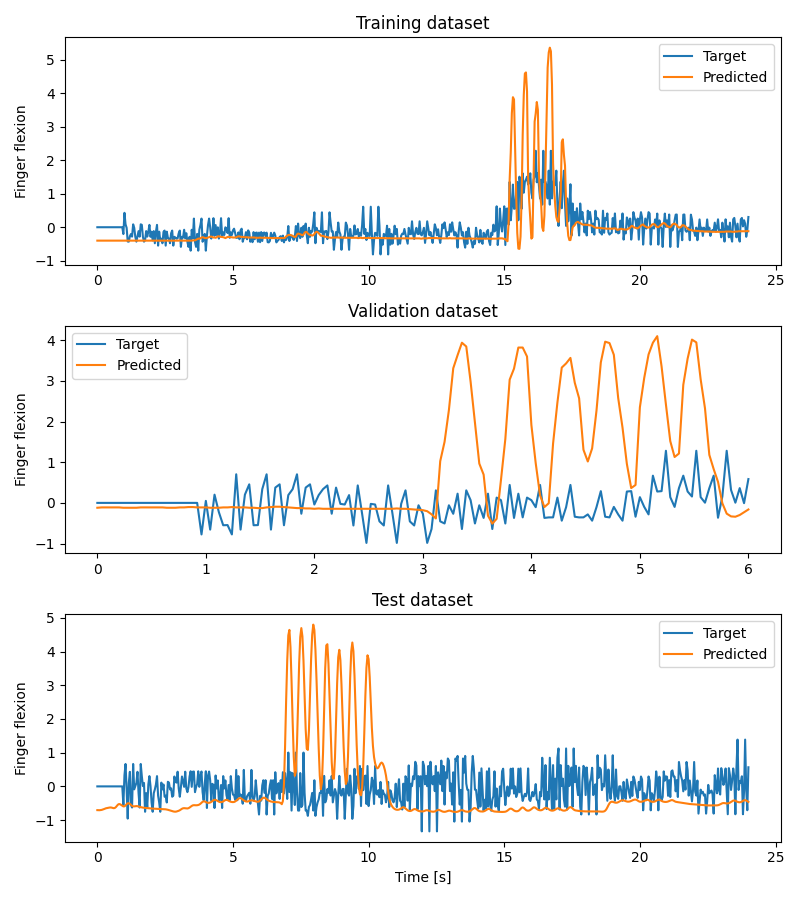 Training dataset
Finger flexion
5
4
3
2
1
0
−1
Target
Predicted
0 5 10 15 20 25
Validation dataset
Finger flexion
4
3
2
1
0
−1
Target
Predicted
0 1 2 3 4 5 6
Test dataset
Finger flexion
5
4
3
2
1
0
−1
Target
Predicted
0 5 10 15 20 25
Time [s]